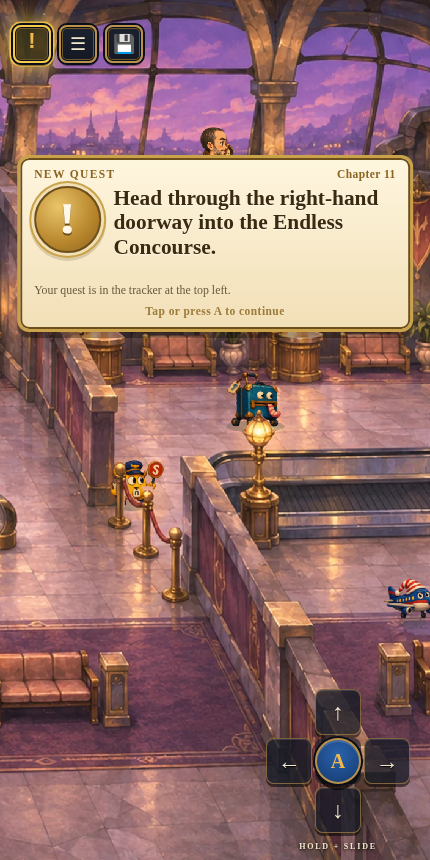 !
☰
NEW QUEST
Chapter 11
!
Head through the right-hand
doorway into the Endless
Concourse.
Your quest is in the tracker at the top left.
Tap or press A to continue
S
↑
←
A
→
↓
HOLD + SLIDE